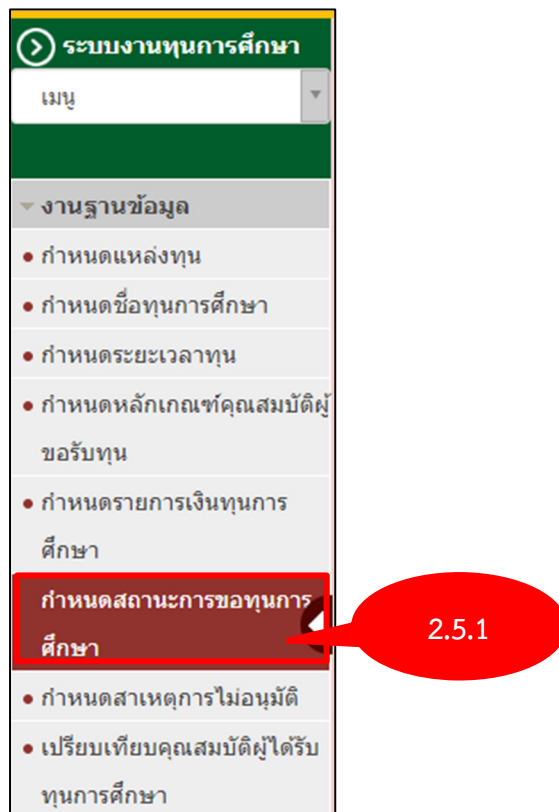 ระบบงานทุนการศึกษา
เมนู
งานฐานข้อมูล
กำหนดแหล่งทุน
กำหนดชื่อทุนการศึกษา
กำหนดระยะเวลาทุน
กำหนดหลักเกณฑ์คุณสมบัติผู้
ขอรับทุน
กำหนดรายการเงินทุนการ
ศึกษา
กำหนดสถานะการขอทุนการ
ศึกษา
2.5.1
กำหนดสาเหตุการไม่อนุมัติ
เปรียบเทียบคุณสมบัติผู้ได้รับ
ทุนการศึกษา